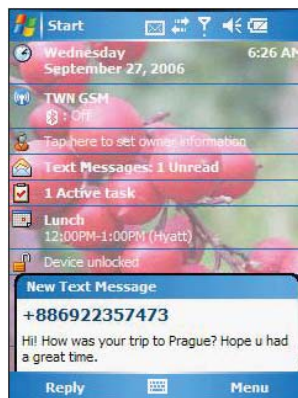 Start
Wednesday 6:26 AM
September 27, 2006
TWN GSM
: Off
Tap here to set owner information
Text Messages: 1 Unread
1 Active task
Lunch
12:00PM-1:00PM (Hyatt)
Device unlocked
New Text Message
+886922357473
Hi! How was your trip to Prague? Hope u had
a great time.
Reply Menu